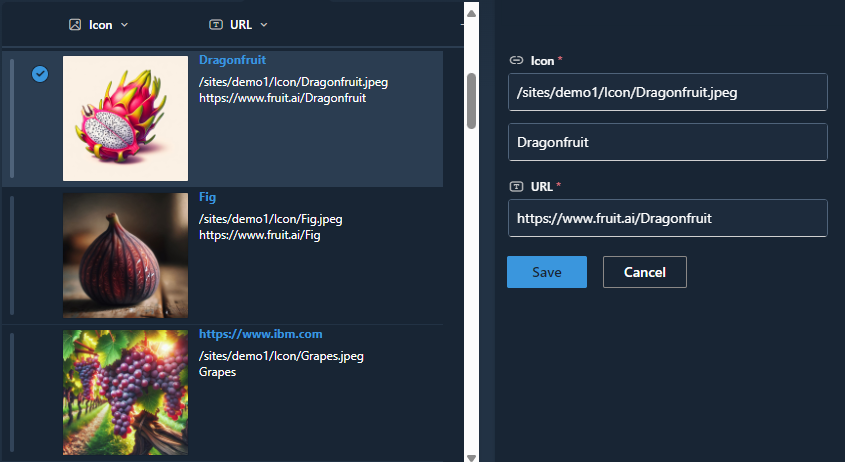 Icon
URL
Dragonfruit
/sites/demo1/Icon/Dragonfruit.jpeg
https://www.fruit.ai/Dragonfruit
Fig
/sites/demo1/Icon/Fig.jpeg
https://www.fruit.ai/Fig
https://www.ibm.com
/sites/demo1/Icon/Grapes.jpeg
Grapes
Icon *
/sites/demo1/Icon/Dragonfruit.jpeg
Dragonfruit
URL *
https://www.fruit.ai/Dragonfruit
Save
Cancel